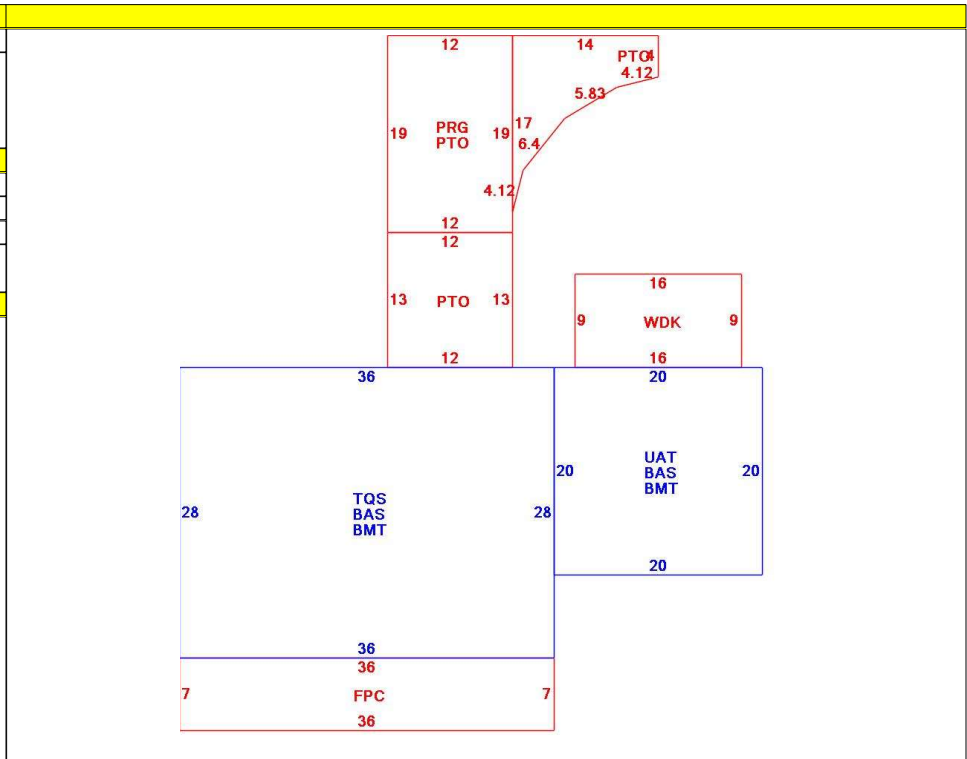 12
14
PTO 4
4.12
5.83
19 PRG 19
PTO
17
6.4
4.12
12
12
13 PTO 13
12
16
9 WDK 9
16
36
20
28 TQS 28
BAS
BMT
20 UAT 20
BAS
BMT
20
36
36
7 FPC 7
36